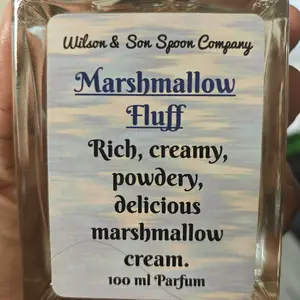 Wilson & Son Spoon Company
Marshmallow
Fluff
Rich, creamy,
powdery,
delicious
marshmallow
cream.
100 ml Parfum